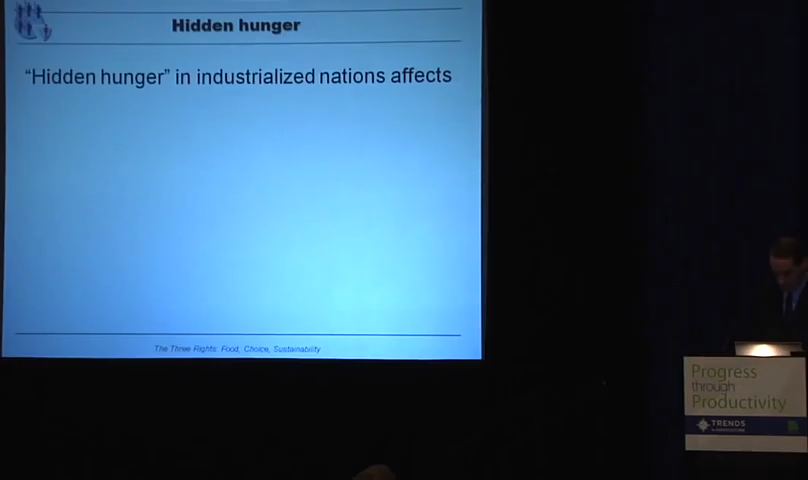 Hidden hunger
“Hidden hunger” in industrialized nations affects
The Three Rights: Food, Choice, Sustainability
Progress
through
Productivity
TRENDS